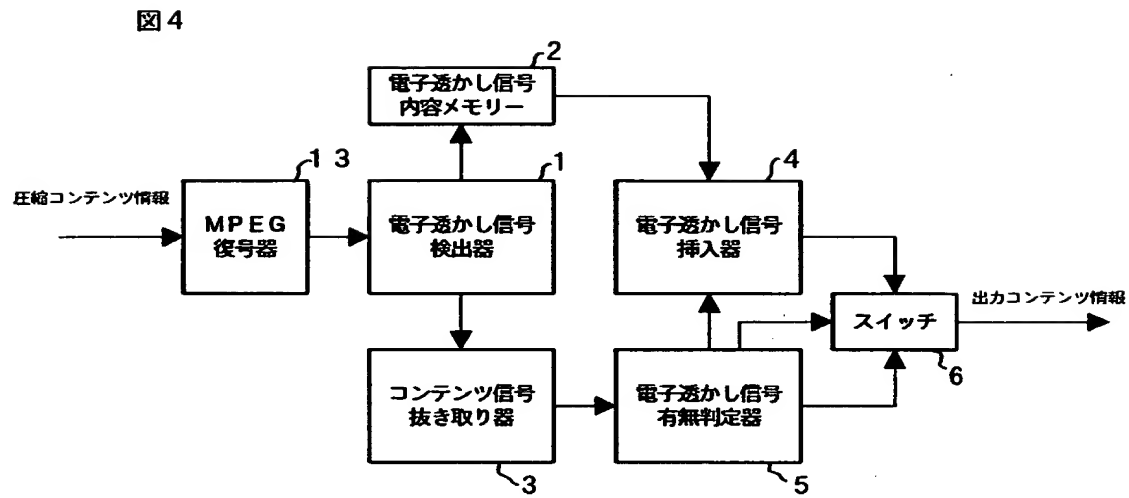 図4
2
電子透かし信号
内容メモリー
13
1
4
圧縮コンテンツ情報
MPEG
復号器
電子透かし信号
検出器
電子透かし信号
挿入器
出力コンテンツ情報
スイッチ
6
コンテンツ信号
抜き取り器
電子透かし信号
有無判定器
3
5